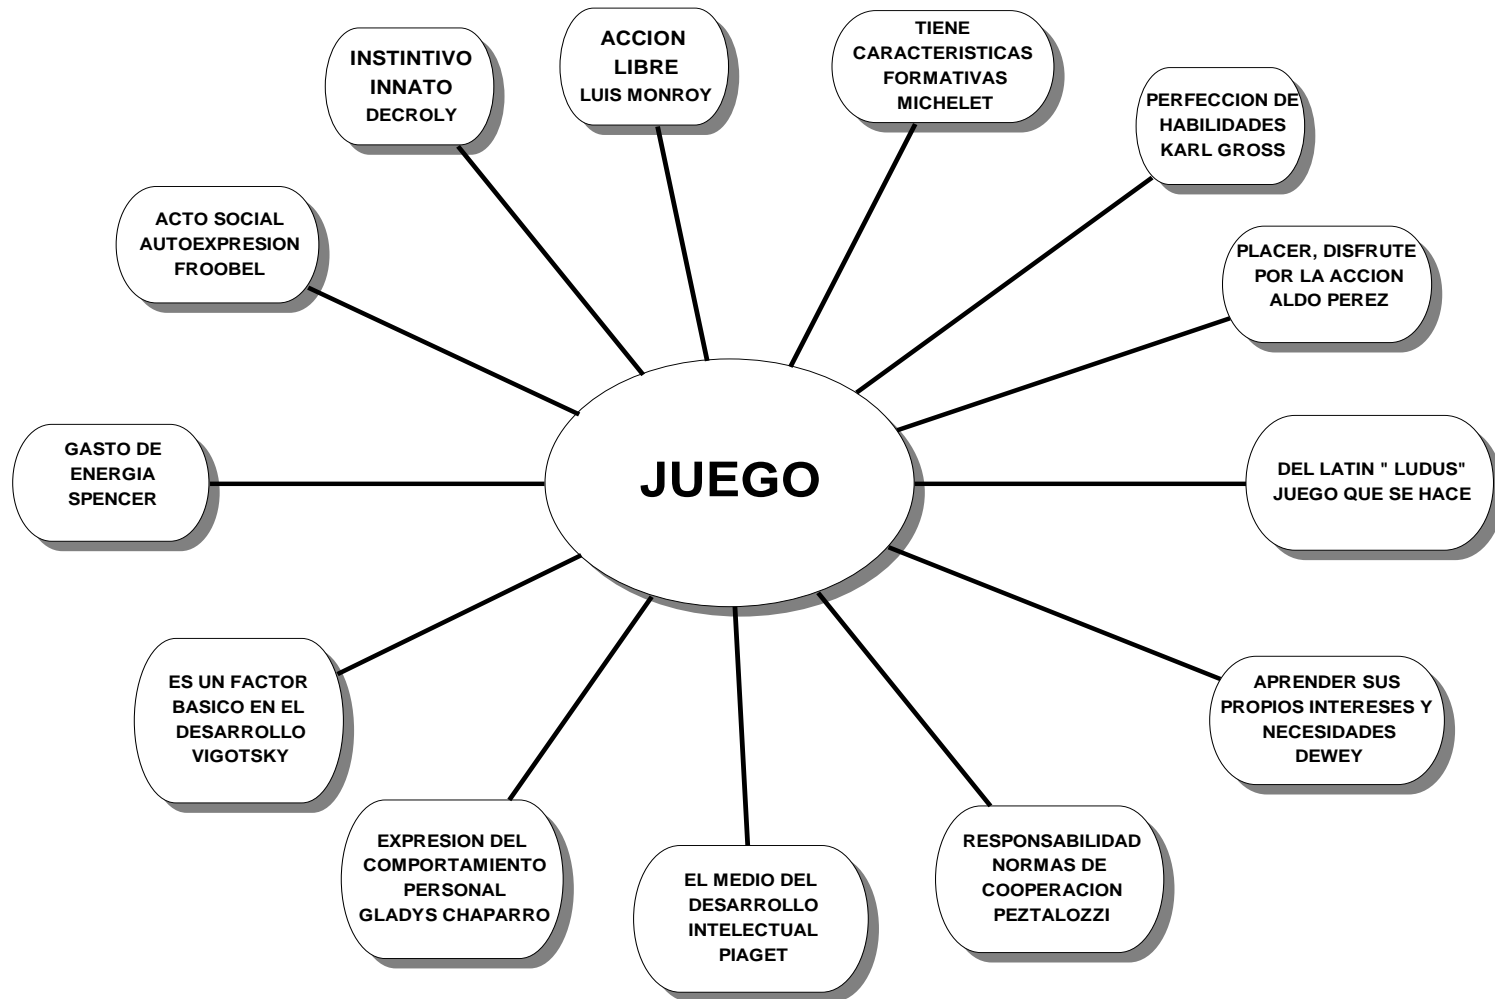 INSTINTIVO
INNATO
DECROLY
ACCION
LIBRE
LUIS MONROY
TIENE
CARACTERISTICAS
FORMATIVAS
MICHELET
PERFECCION DE
HABILIDADES
KARL GROSS
ACTO SOCIAL
AUTOEXPRESION
FROOBEL
PLACER, DISFRUTE
POR LA ACCION
ALDO PEREZ
GASTO DE
ENERGIA
SPENCER
JUEGO
DEL LATIN " LUDUS"
JUEGO QUE SE HACE
ES UN FACTOR
BASICO EN EL
DESARROLLO
VIGOTSKY
APRENDER SUS
PROPIOS INTERESES Y
NECESIDADES
DEWEY
EXPRESION DEL
COMPORTAMIENTO
PERSONAL
GLADYS CHAPARRO
EL MEDIO DEL
DESARROLLO
INTELECTUAL
PIAGET
RESPONSABILIDAD
NORMAS DE
COOPERACION
PEZTALOZZI